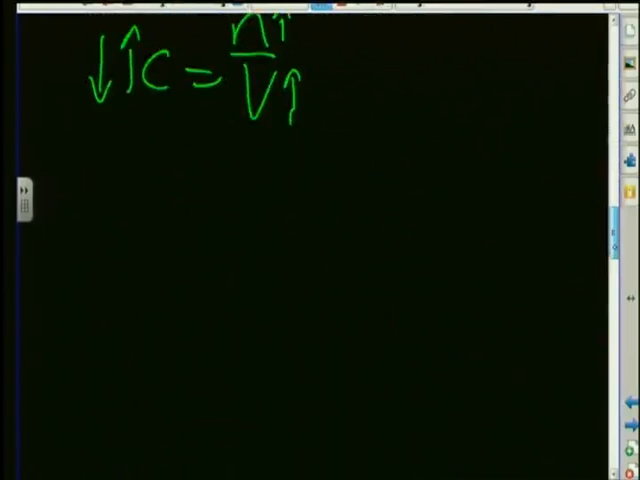 ↓↑C = n↑/V↑